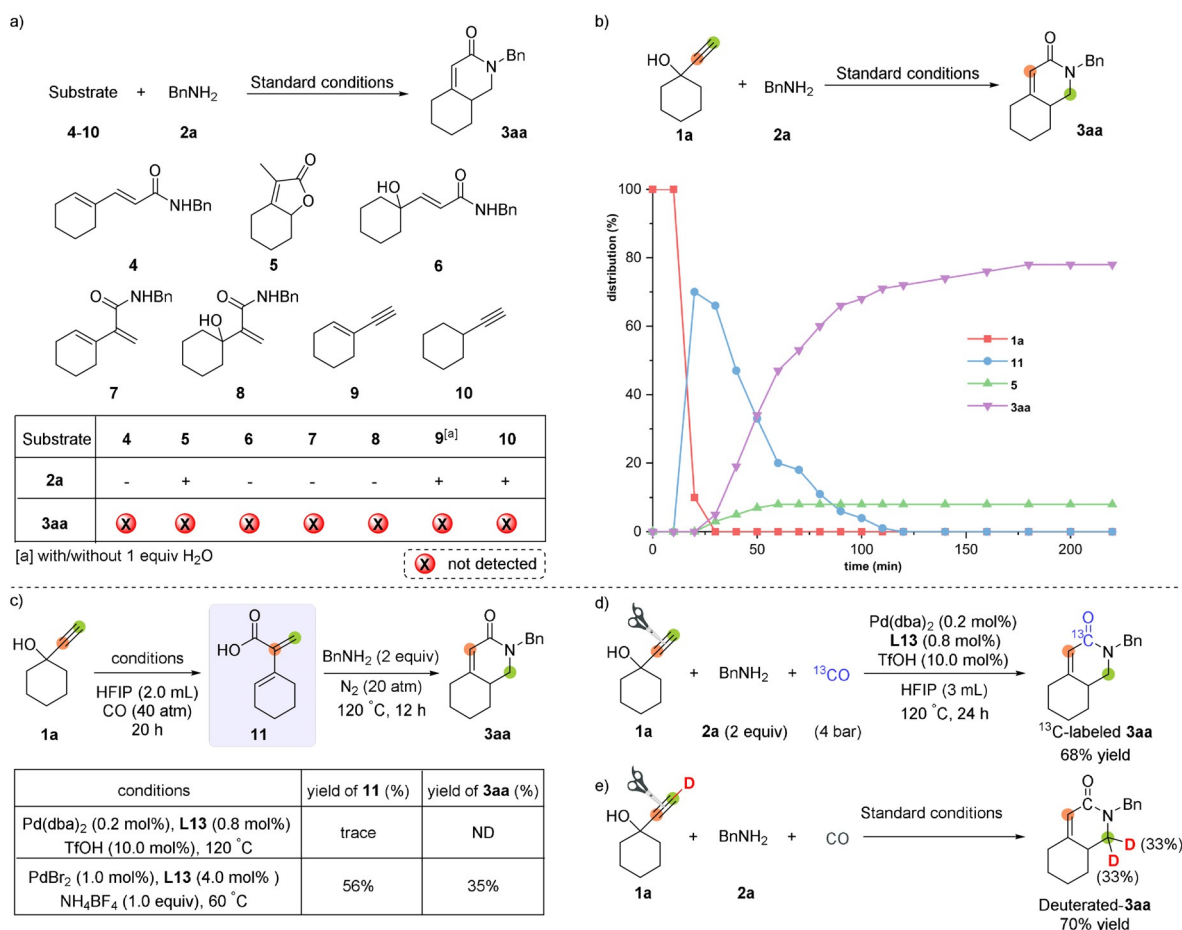 a)
Substrate + BnNH2 Standard conditions
4-10 2a 3aa
O
N
Bn
O
NHBn
4
O
O
5
HO
O
NHBn
6
O NHBn
7
O NHBn
HO
8
9
10
Substrate 4 5 6 7 8 9[a] 10
2a - + - - - + +
3aa X X X X X X X
[a] with/without 1 equiv H2O
X not detected
b)
HO
1a
+ BnNH2
2a
Standard conditions
O
N
Bn
3aa
distribution (%)
100
80
60
40
20
0
0 50 100 150 200
time (min)
1a
11
5
3aa
c)
HO
1a
conditions
HFIP (2.0 mL)
CO (40 atm)
20 h
O
HO
11
BnNH2 (2 equiv)
N2 (20 atm)
120 °C, 12 h
O
N
Bn
3aa
conditions yield of 11 (%) yield of 3aa (%)
Pd(dba)2 (0.2 mol%), L13 (0.8 mol%)
TfOH (10.0 mol%), 120 °C
trace ND
PdBr2 (1.0 mol%), L13 (4.0 mol% )
NH4BF4 (1.0 equiv), 60 °C
56% 35%
d)
HO
1a
+ BnNH2 + 13CO
2a (2 equiv) (4 bar)
Pd(dba)2 (0.2 mol%)
L13 (0.8 mol%)
TfOH (10.0 mol%)
HFIP (3 mL)
120 °C, 24 h
O
13C
N
Bn
13C-labeled 3aa
68% yield
e)
D
HO
1a
+ BnNH2 + CO
2a
Standard conditions
O
N
Bn
D (33%)
D
(33%)
Deuterated-3aa
70% yield